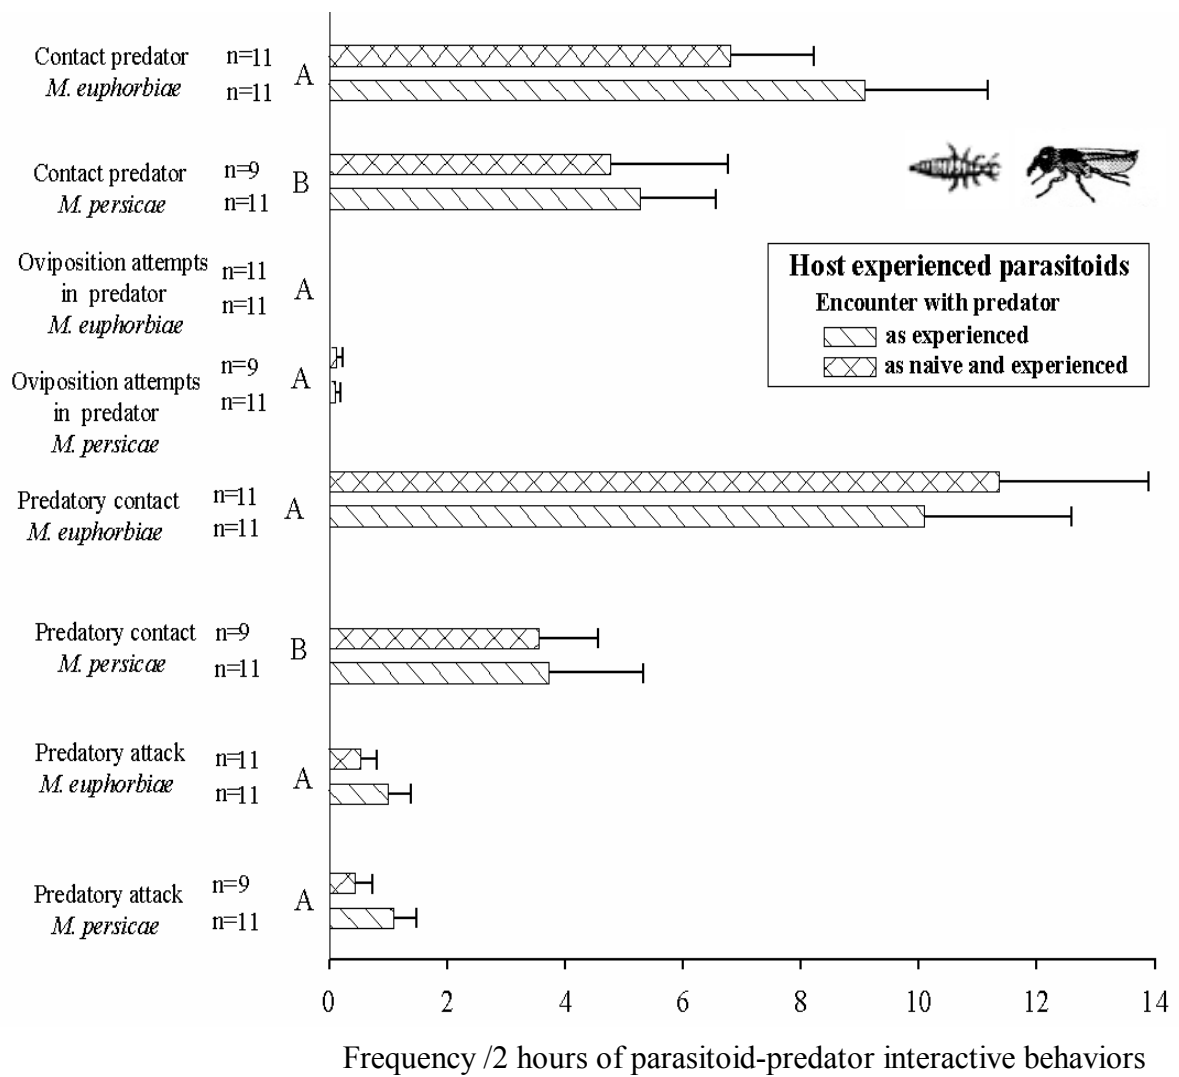 Contact predator
M. euphorbiae
n=11
n=11
A
Contact predator
M. persicae
n=9
n=11
B
Oviposition attempts
in predator
M. euphorbiae
n=11
n=11
A
Oviposition attempts
in predator
M. persicae
n=9
n=11
A
Predatory contact
M. euphorbiae
n=11
n=11
A
Predatory contact
M. persicae
n=9
n=11
B
Predatory attack
M. euphorbiae
n=11
n=11
A
Predatory attack
M. persicae
n=9
n=11
A
Host experienced parasitoids
Encounter with predator
as experienced
as naive and experienced
0 2 4 6 8 10 12 14
Frequency /2 hours of parasitoid-predator interactive behaviors